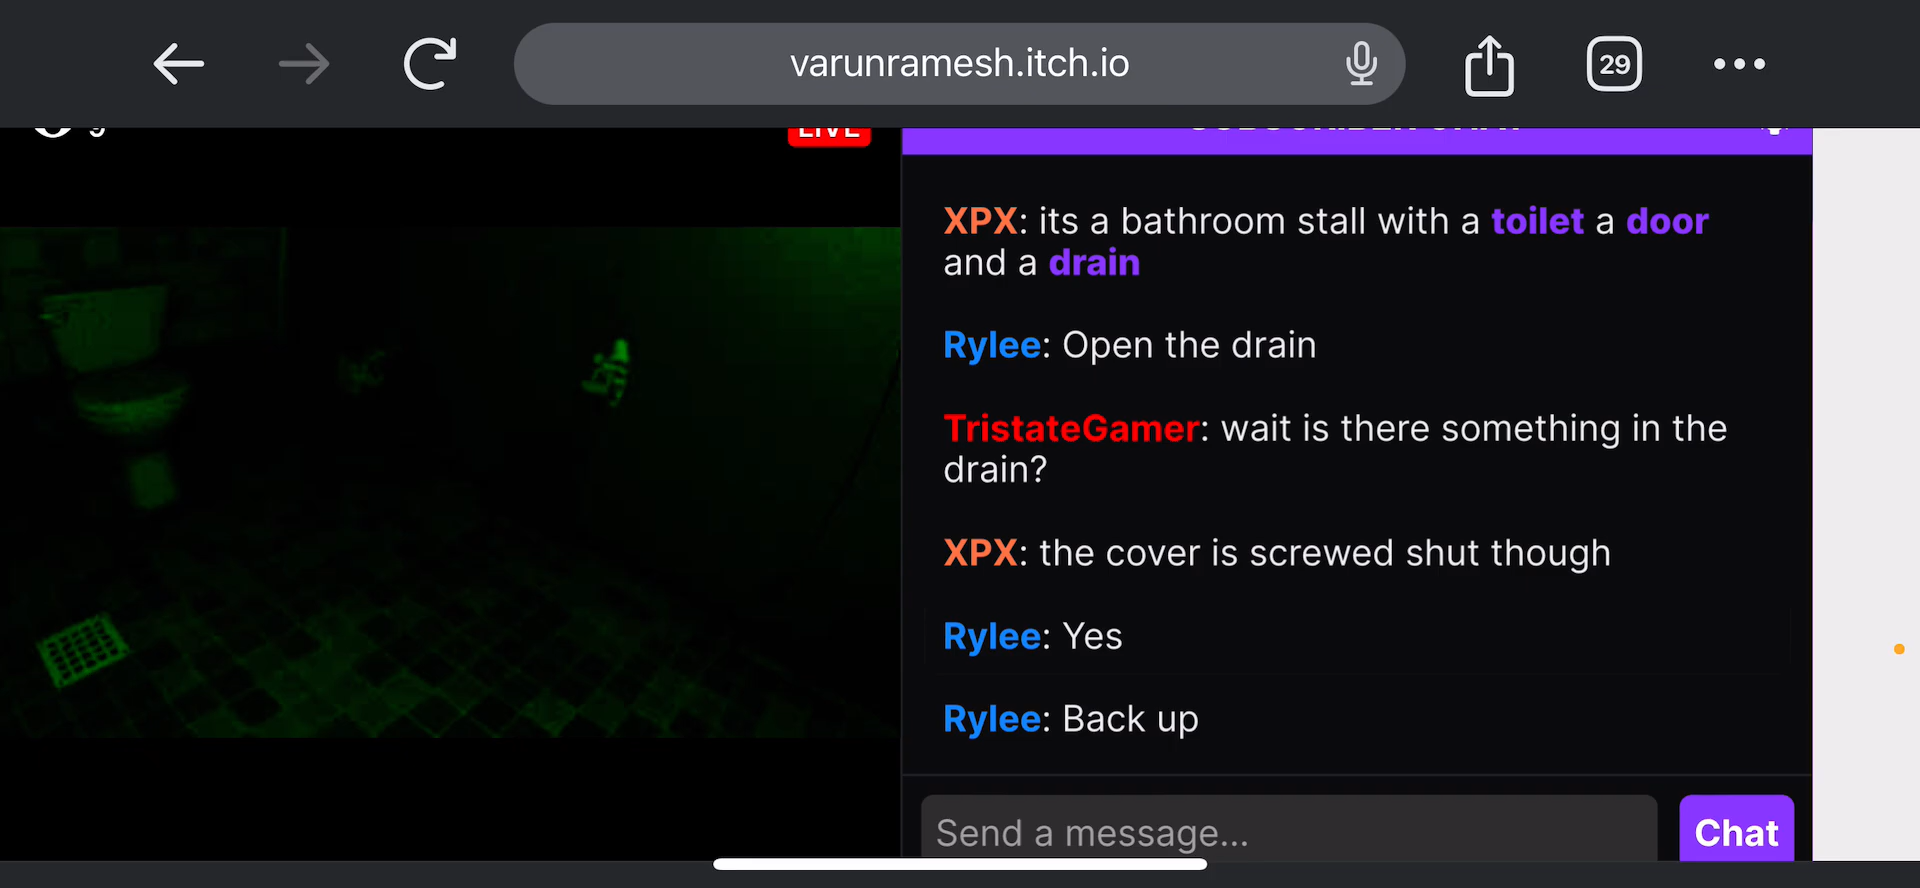 varunramesh.itch.io
29
9
LIVE
XPX: its a bathroom stall with a toilet a door
and a drain
Rylee: Open the drain
TristateGamer: wait is there something in the
drain?
XPX: the cover is screwed shut though
Rylee: Yes
Rylee: Back up
Send a message...
Chat